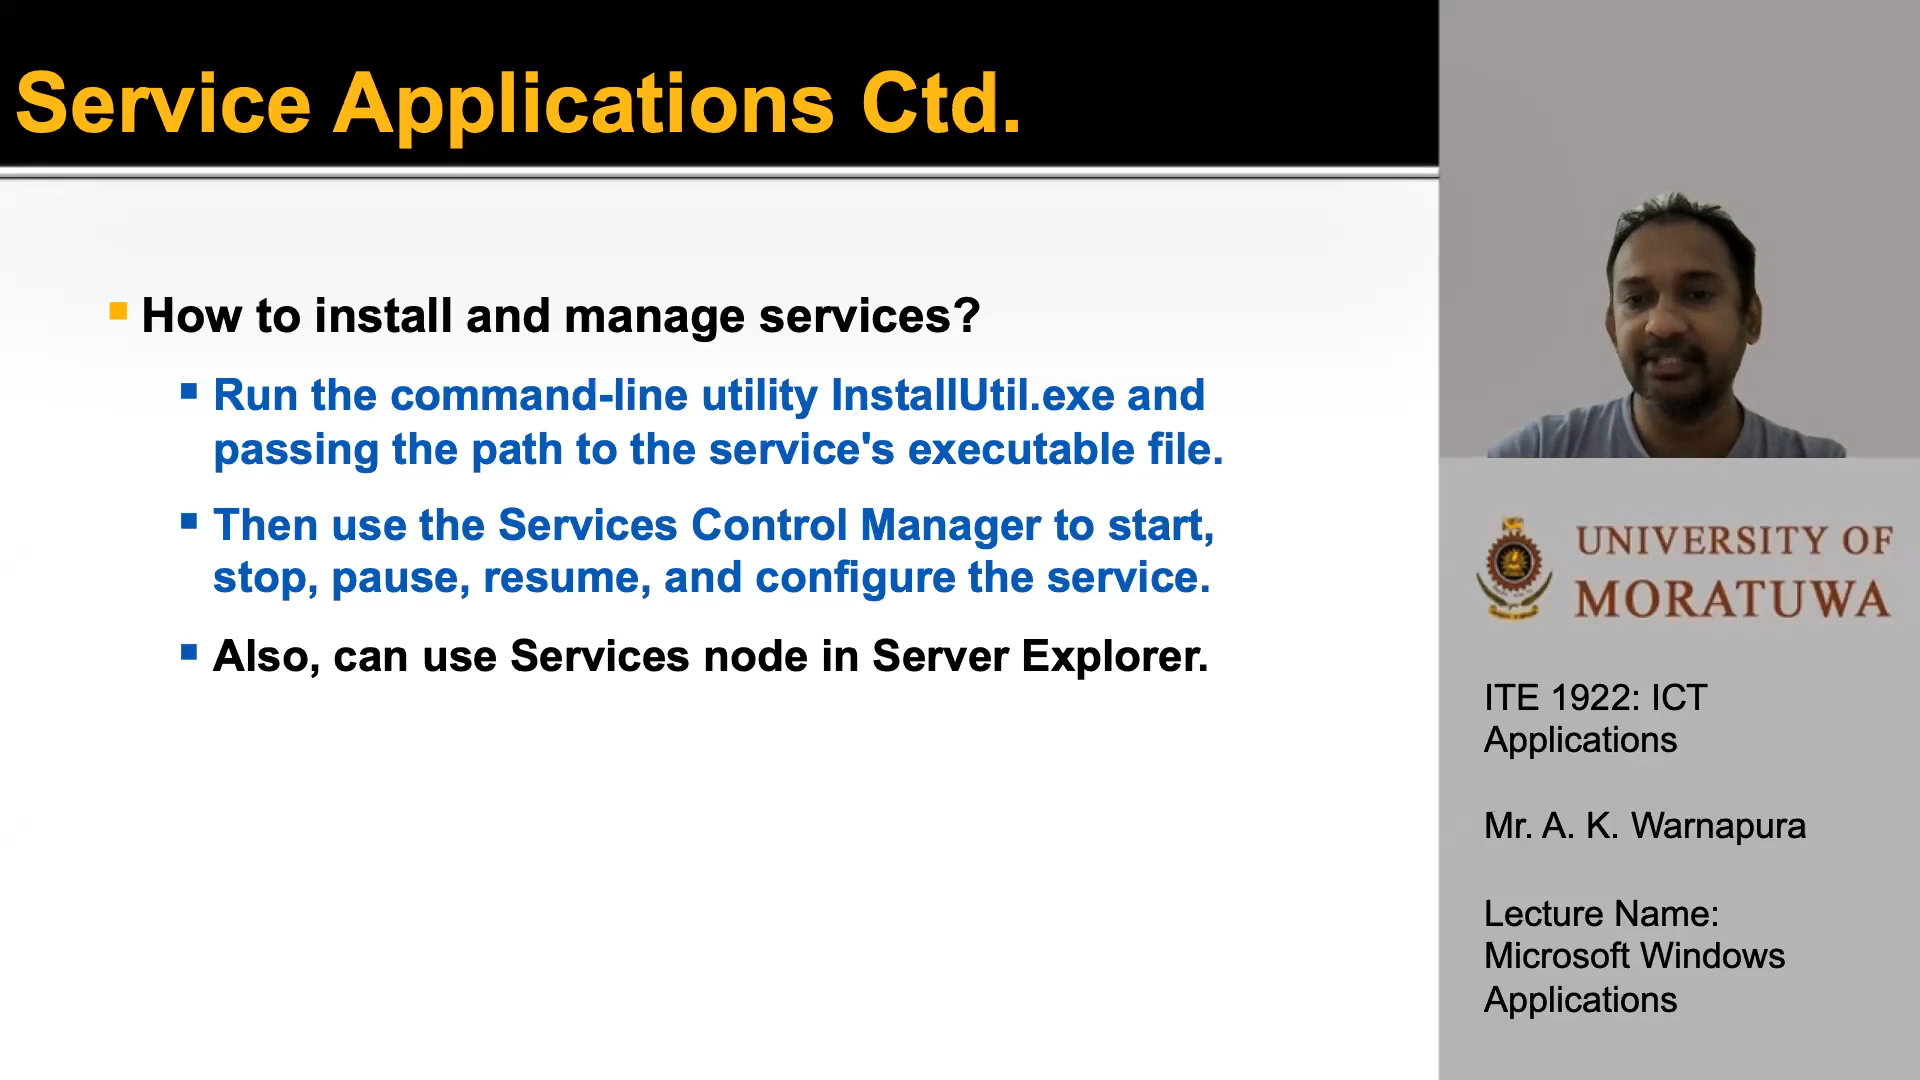 Service Applications Ctd.
How to install and manage services?
Run the command-line utility InstallUtil.exe and
passing the path to the service's executable file.
Then use the Services Control Manager to start,
stop, pause, resume, and configure the service.
Also, can use Services node in Server Explorer.
UNIVERSITY OF
MORATUWA
ITE 1922: ICT
Applications
Mr. A. K. Warnapura
Lecture Name:
Microsoft Windows
Applications